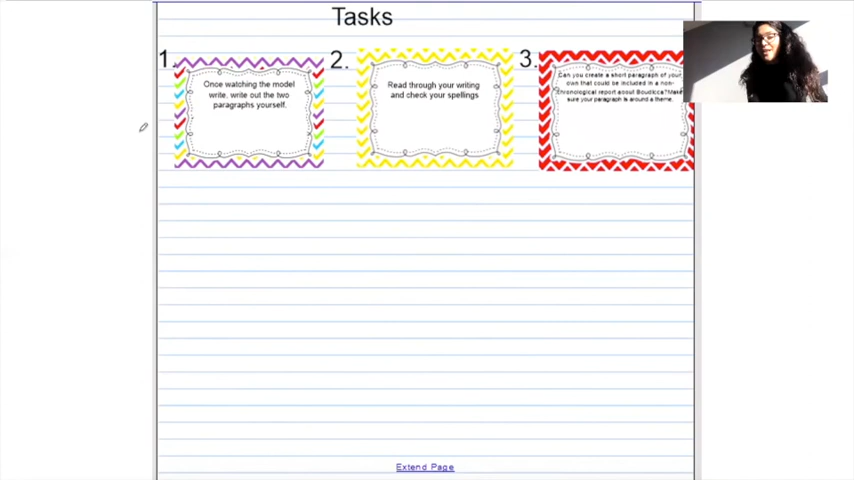 Tasks
1.
Once watching the model
write, write out the two
paragraphs yourself.
2.
Read through your writing
and check your spellings
3.
Can you create a short paragraph of your
own that could be included in a non-
chronological report about Boudicca? Make
sure your paragraph is around a theme.
Extend Page